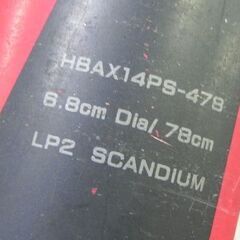 HBAX14PS-478
6.8cm Dia/ 78cm
LP2 SCANDIUM